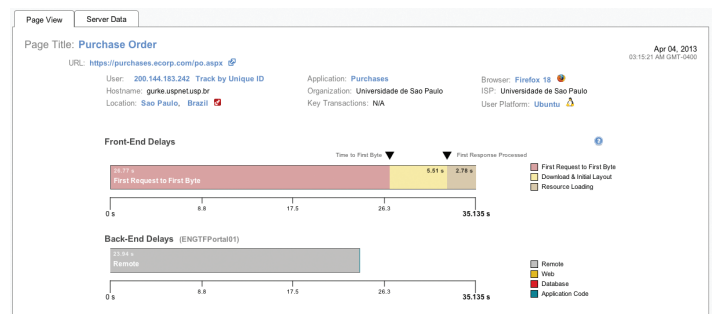 Page View Server Data
Page Title: Purchase Order
Apr 04, 2013
03:15:21 AM GMT-0400
URL: https://purchases.ecorp.com/po.aspx
User: 200.144.183.242 Track by Unique ID
Application: Purchases
Browser: Firefox 18
Hostname: gurke.uspnet.usp.br
Organization: Universidade de Sao Paulo
ISP: Universidade de Sao Paulo
Location: Sao Paulo, Brazil
Key Transactions: N/A
User Platform: Ubuntu
Front-End Delays
Time to First Byte
First Response Processed
26.77 s
First Request to First Byte
5.51 s
2.78 s
First Request to First Byte
Download & Initial Layout
Resource Loading
0 s 8.8 17.5 26.3 35.135 s
Back-End Delays (ENGTFPortal01)
23.94 s
Remote
Remote
Web
Database
Application Code
0 s 8.8 17.5 26.3 35.135 s